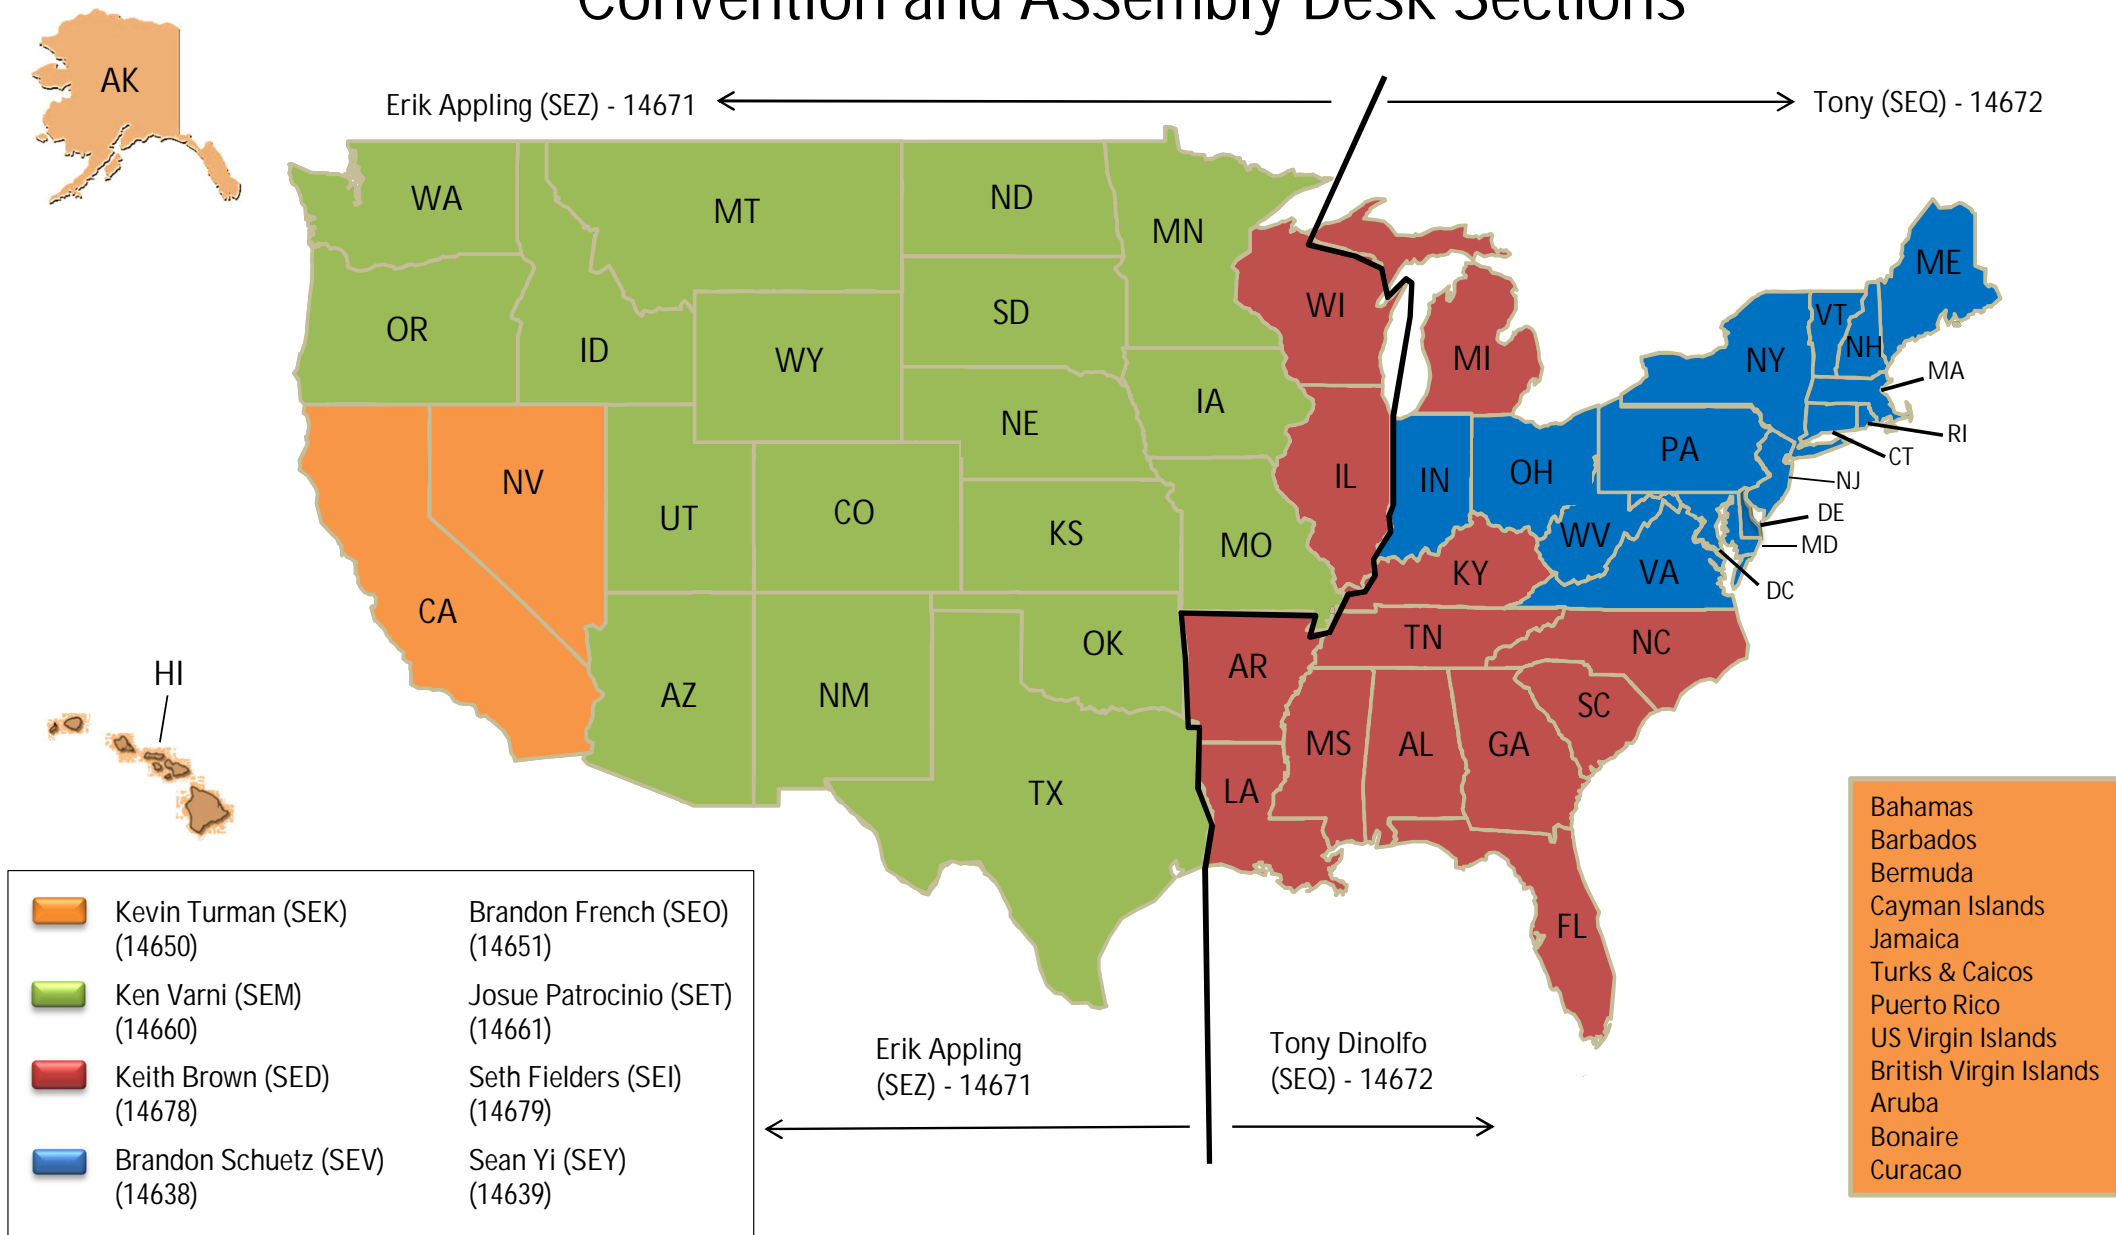 Convention and Assembly Desk Sections
AK
Erik Appling (SEZ) - 14671
Tony (SEQ) - 14672
WA
MT
ND
MN
OR
ID
WY
SD
WI
MI
NE
IA
NV
UT
CO
KS
MO
IL
IN
OH
PA
NY
VT
NH
ME
MA
RI
CT
NJ
DE
MD
DC
WV
VA
KY
CA
AZ
NM
OK
TX
AR
LA
TN
NC
SC
MS
AL
GA
FL
HI
Kevin Turman (SEK)
(14650)
Brandon French (SEO)
(14651)
Ken Varni (SEM)
(14660)
Josue Patrocinio (SET)
(14661)
Keith Brown (SED)
(14678)
Seth Fielders (SEI)
(14679)
Brandon Schuetz (SEV)
(14638)
Sean Yi (SEY)
(14639)
Erik Appling
(SEZ) - 14671
Tony Dinolfo
(SEQ) - 14672
Bahamas
Barbados
Bermuda
Cayman Islands
Jamaica
Turks & Caicos
Puerto Rico
US Virgin Islands
British Virgin Islands
Aruba
Bonaire
Curacao